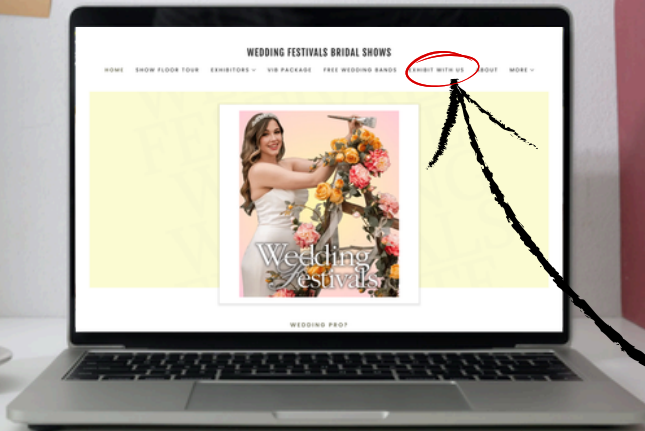 WEDDING FESTIVALS BRIDAL SHOWS
HOME SHOW FLOOR TOUR EXHIBITORS VIB PACKAGE FREE WEDDING BANDS EXHIBIT WITH US ABOUT MORE
Wedding
Festivals
WEDDING PRO?